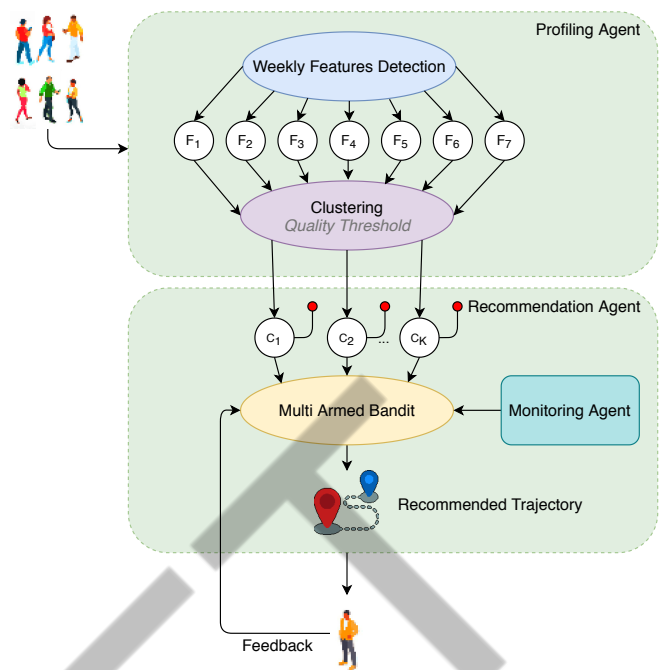 Profiling Agent
Weekly Features Detection
F1 F2 F3 F4 F5 F6 F7
Clustering
Quality Threshold
Recommendation Agent
C1 C2 ... CK
Multi Armed Bandit
Monitoring Agent
Recommended Trajectory
Feedback